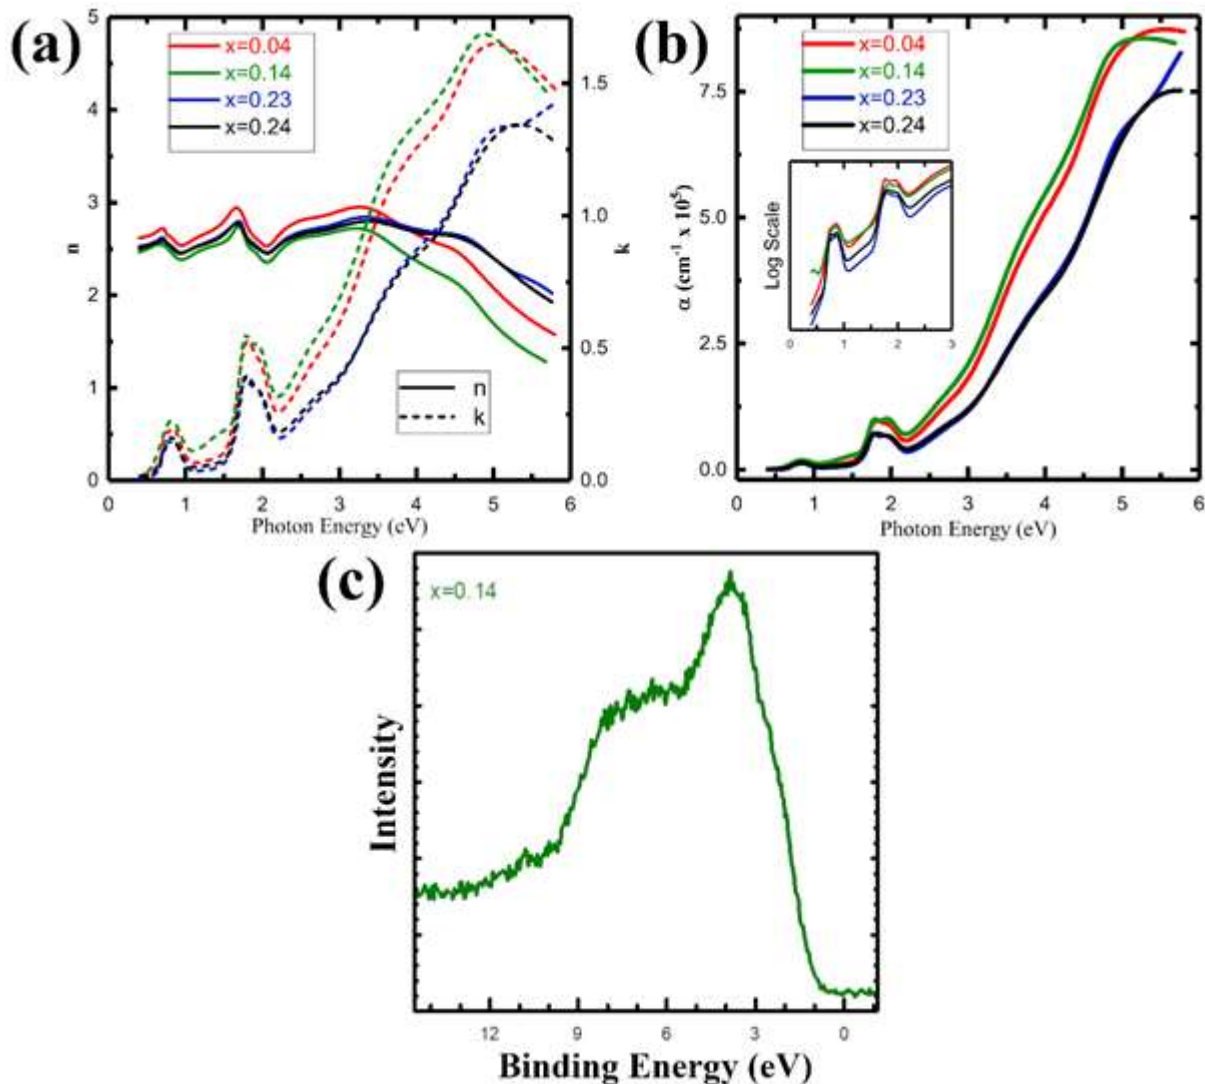 (a)
x=0.04
x=0.14
x=0.23
x=0.24
n
k
n
k
5
4
3
2
1
0
1.5
1.0
0.5
0.0
0 1 2 3 4 5 6
Photon Energy (eV)
(b)
x=0.04
x=0.14
x=0.23
x=0.24
α (cm⁻¹ x 10⁵)
7.5
5.0
2.5
0.0
Log Scale
0 1 2 3
0 1 2 3 4 5 6
Photon Energy (eV)
(c)
x=0.14
Intensity
12 9 6 3 0
Binding Energy (eV)